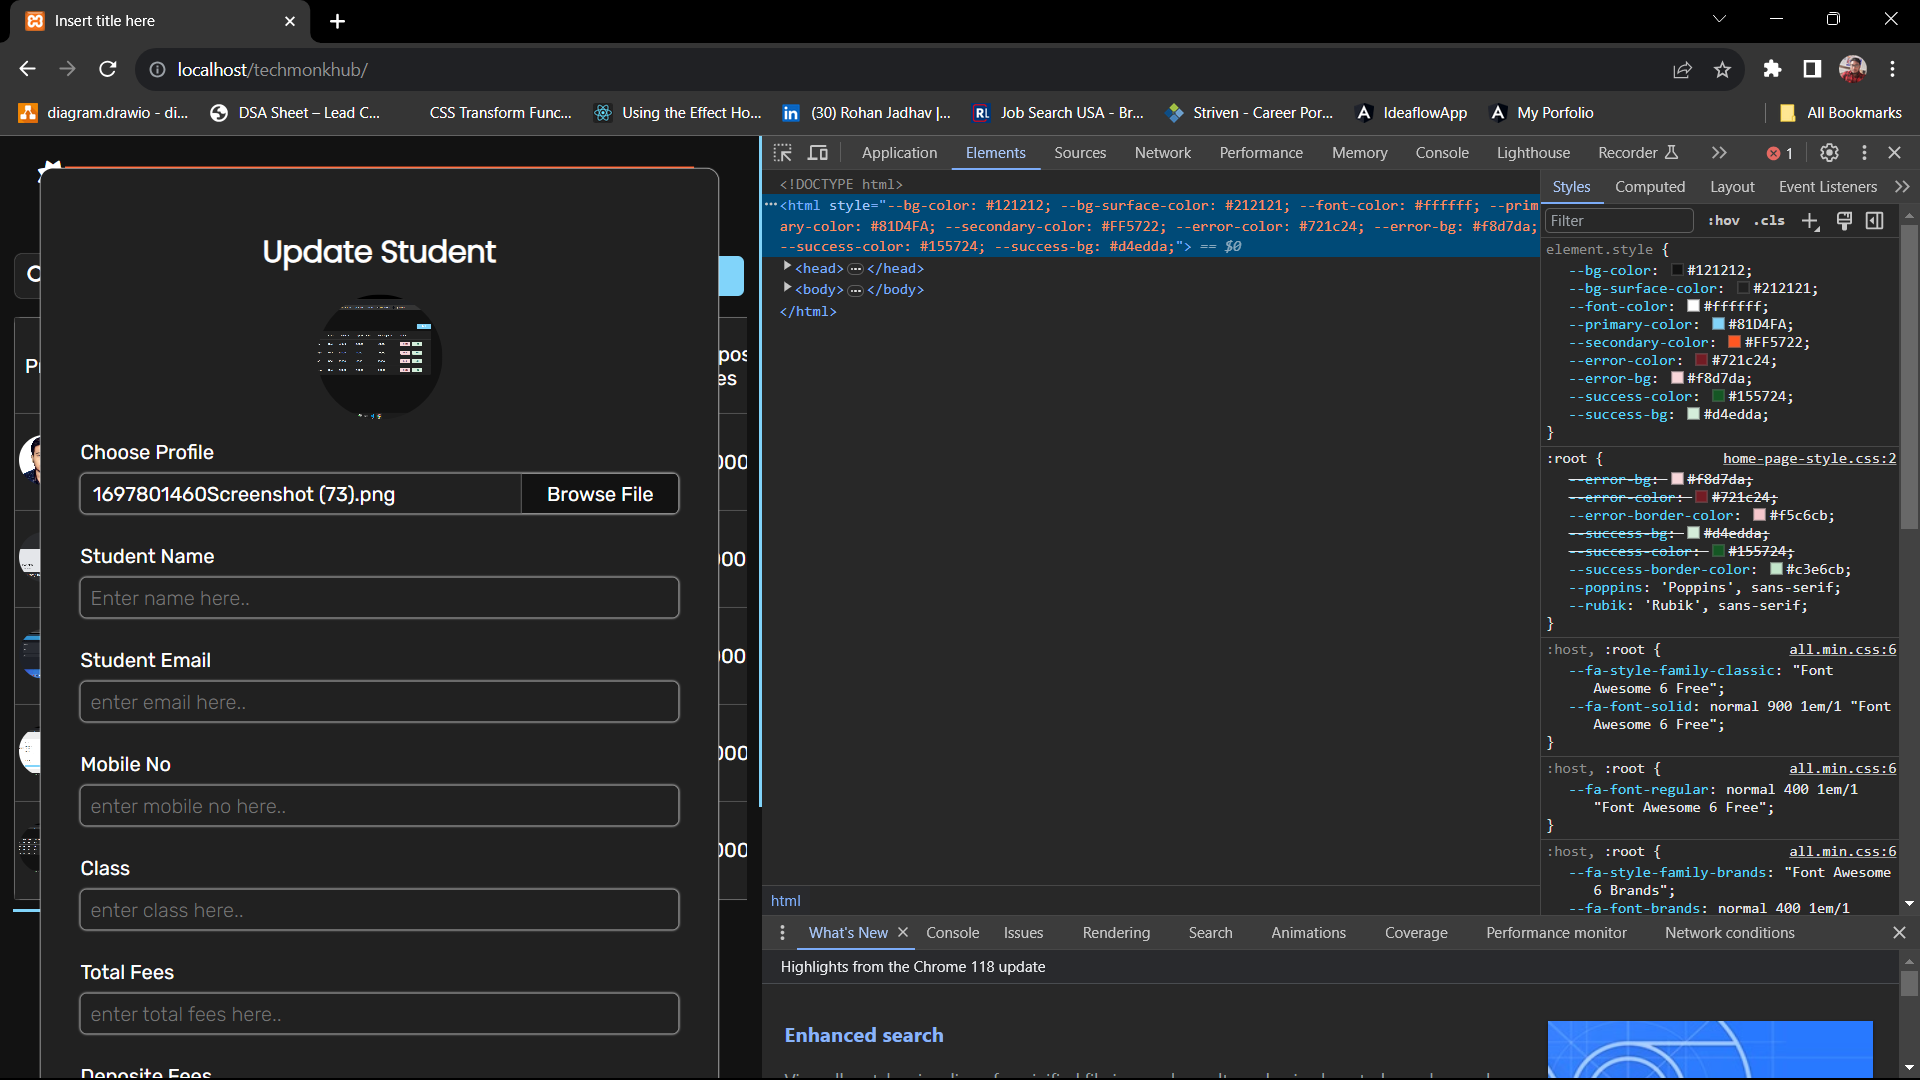 Insert title here
localhost/techmonkhub/
diagram.drawio - di...
DSA Sheet – Lead C...
CSS Transform Func...
Using the Effect Ho...
(30) Rohan Jadhav |...
Job Search USA - Br...
Striven - Career Por...
IdeaflowApp
My Porfolio
All Bookmarks
Update Student
Choose Profile
1697801460Screenshot (73).png
Browse File
Student Name
Enter name here..
Student Email
enter email here..
Mobile No
enter mobile no here..
Class
enter class here..
Total Fees
enter total fees here..
Deposite Fees
Application Elements Sources Network Performance Memory Console Lighthouse Recorder 1
<!DOCTYPE html>
<html style="--bg-color: #121212; --bg-surface-color: #212121; --font-color: #ffffff; --prim
ary-color: #81D4FA; --secondary-color: #FF5722; --error-color: #721c24; --error-bg: #f8d7da;
--success-color: #155724; --success-bg: #d4edda;"> == $0
<head> ... </head>
<body> ... </body>
</html>
html
Styles Computed Layout Event Listeners
Filter :hov .cls
element.style {
--bg-color: #121212;
--bg-surface-color: #212121;
--font-color: #ffffff;
--primary-color: #81D4FA;
--secondary-color: #FF5722;
--error-color: #721c24;
--error-bg: #f8d7da;
--success-color: #155724;
--success-bg: #d4edda;
}
:root { home-page-style.css:2
--error-bg: #f8d7da;
--error-color: #721c24;
--error-border-color: #f5c6cb;
--success-bg: #d4edda;
--success-color: #155724;
--success-border-color: #c3e6cb;
--poppins: 'Poppins', sans-serif;
--rubik: 'Rubik', sans-serif;
}
:host, :root { all.min.css:6
--fa-style-family-classic: "Font
Awesome 6 Free";
--fa-font-solid: normal 900 1em/1 "Font
Awesome 6 Free";
}
:host, :root { all.min.css:6
--fa-font-regular: normal 400 1em/1
"Font Awesome 6 Free";
}
:host, :root { all.min.css:6
--fa-style-family-brands: "Font Awesome
6 Brands";
--fa-font-brands: normal 400 1em/1
What's New Console Issues Rendering Search Animations Coverage Performance monitor Network conditions
Highlights from the Chrome 118 update
Enhanced search